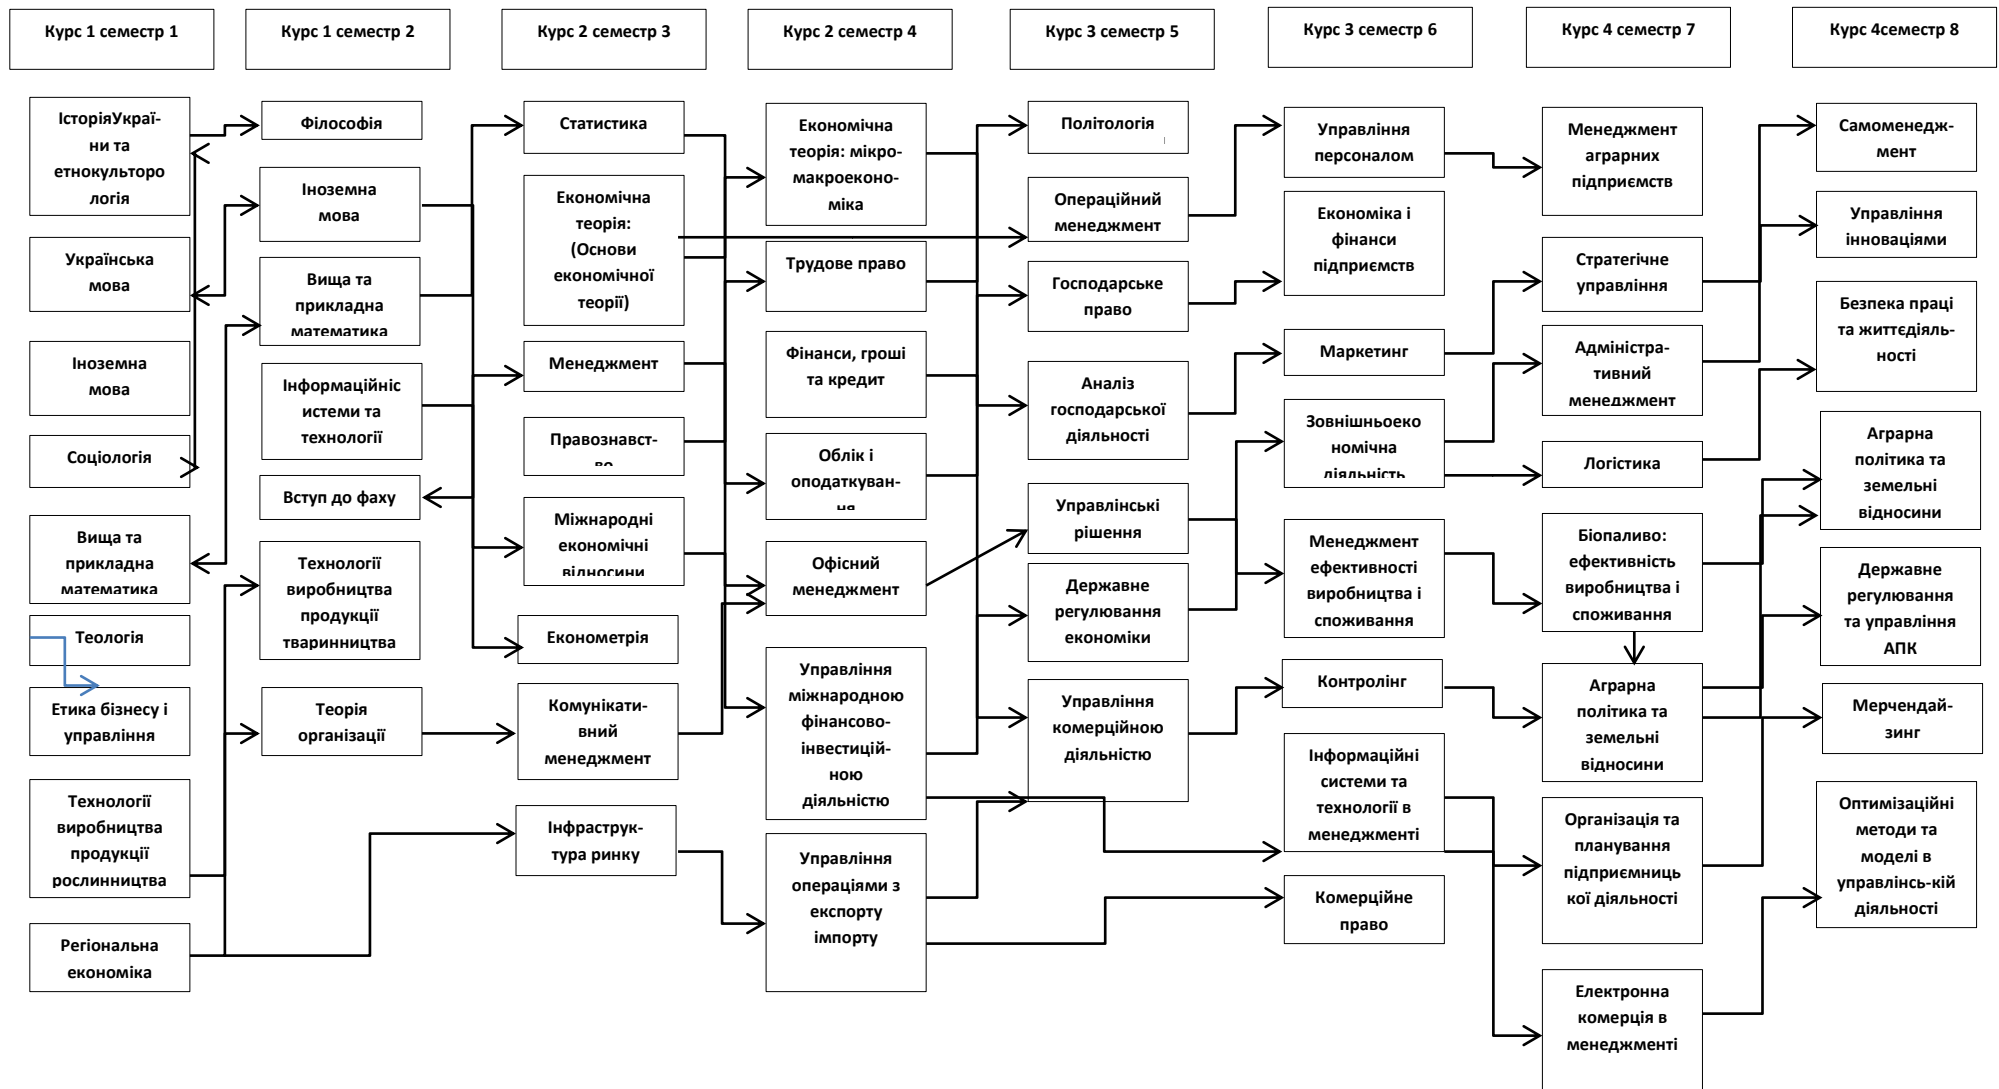 Курс 1 семестр 1
Курс 1 семестр 2
Курс 2 семестр 3
Курс 2 семестр 4
Курс 3 семестр 5
Курс 3 семестр 6
Курс 4 семестр 7
Курс 4семестр 8
ІсторіяУкраї-
ни та
етнокультуро
логія
Українська
мова
Іноземна
мова
Соціологія
Вища та
прикладна
математика
Теологія
Етика бізнесу і
управління
Технології
виробництва
продукції
рослинництва
Регіональна
економіка
Філософія
Іноземна
мова
Вища та
прикладна
математика
Інформаційніс
истеми та
технології
Вступ до фаху
Технології
виробництва
продукції
тваринництва
Теорія
організації
Статистика
Економічна
теорія:
(Основи
економічної
теорії)
Менеджмент
Правознавст-
во
Міжнародні
економічні
відносини
Економетрія
Комунікати-
вний
менеджмент
Інфраструк-
тура ринку
Економічна
теорія: мікро-
макроеконо-
міка
Трудове право
Фінанси, гроші
та кредит
Облік і
оподаткуван-
ня
Офісний
менеджмент
Управління
міжнародною
фінансово-
інвестицій-
ною
діяльністю
Управління
операціями з
експорту
імпорту
Політологія
Операційний
менеджмент
Господарське
право
Аналіз
господарської
діяльності
Управлінські
рішення
Державне
регулювання
економіки
Управління
комерційною
діяльністю
Управління
персоналом
Економіка і
фінанси
підприємств
Маркетинг
Зовнішньоеко
номічна
діяльність
Менеджмент
ефективності
виробництва і
споживання
Контролінг
Інформаційні
системи та
технології в
менеджменті
Комерційне
право
Менеджмент
аграрних
підприємств
Стратегічне
управління
Адміністра-
тивний
менеджмент
Логістика
Біопаливо:
ефективність
виробництва і
споживання
Аграрна
політика та
земельні
відносини
Організація та
планування
підприємниць
кої діяльності
Електронна
комерція в
менеджменті
Самоменедж-
мент
Управління
інноваціями
Безпека праці
та життєдіяль-
ності
Аграрна
політика та
земельні
відносини
Державне
регулювання
та управління
АПК
Мерчендай-
зинг
Оптимізаційні
методи та
моделі в
управлінсь-кій
діяльності